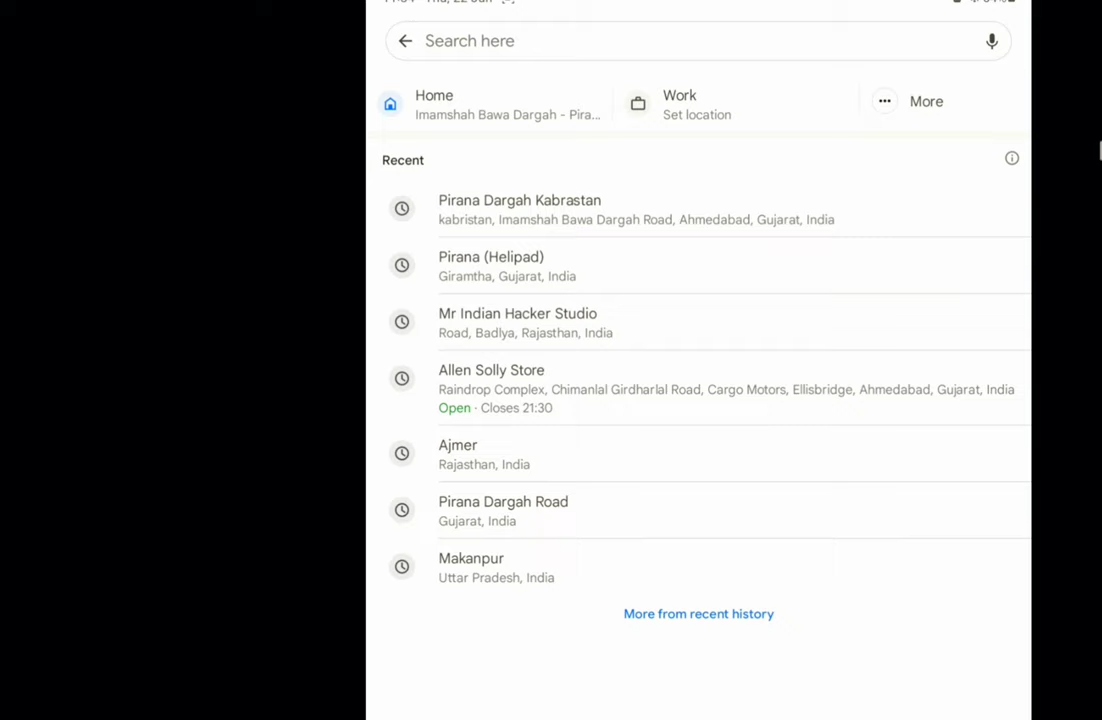 Search here
Home
Imamshah Bawa Dargah - Pira...
Work
Set location
More
Recent
Pirana Dargah Kabrastan
kabristan, Imamshah Bawa Dargah Road, Ahmedabad, Gujarat, India
Pirana (Helipad)
Giramtha, Gujarat, India
Mr Indian Hacker Studio
Road, Badlya, Rajasthan, India
Allen Solly Store
Raindrop Complex, Chimanlal Girdharlal Road, Cargo Motors, Ellisbridge, Ahmedabad, Gujarat, India
Open · Closes 21:30
Ajmer
Rajasthan, India
Pirana Dargah Road
Gujarat, India
Makanpur
Uttar Pradesh, India
More from recent history